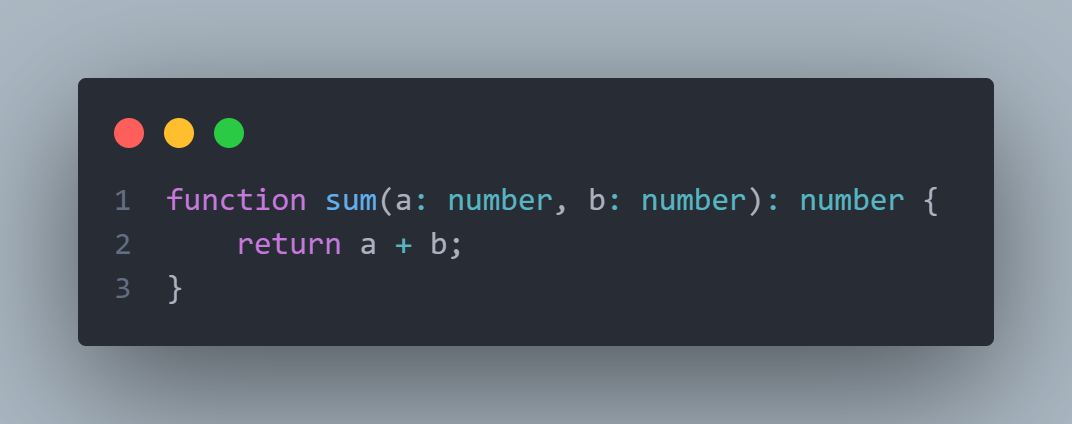 1 function sum(a: number, b: number): number {
2     return a + b;
3 }